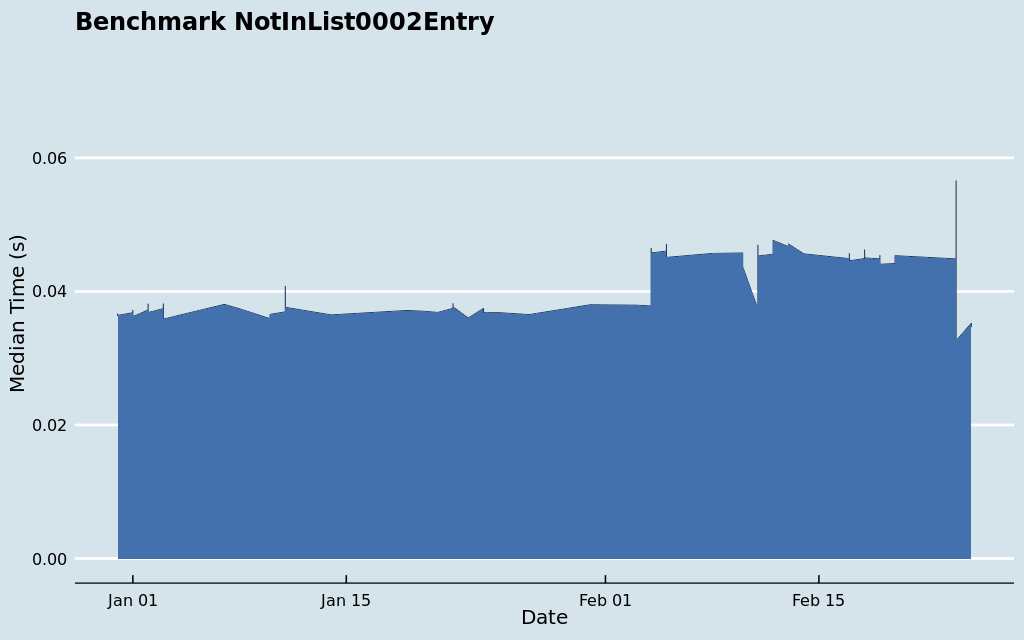 Benchmark NotInList0002Entry
Median Time (s)
0.06
0.04
0.02
0.00
Jan 01
Jan 15
Feb 01
Feb 15
Date